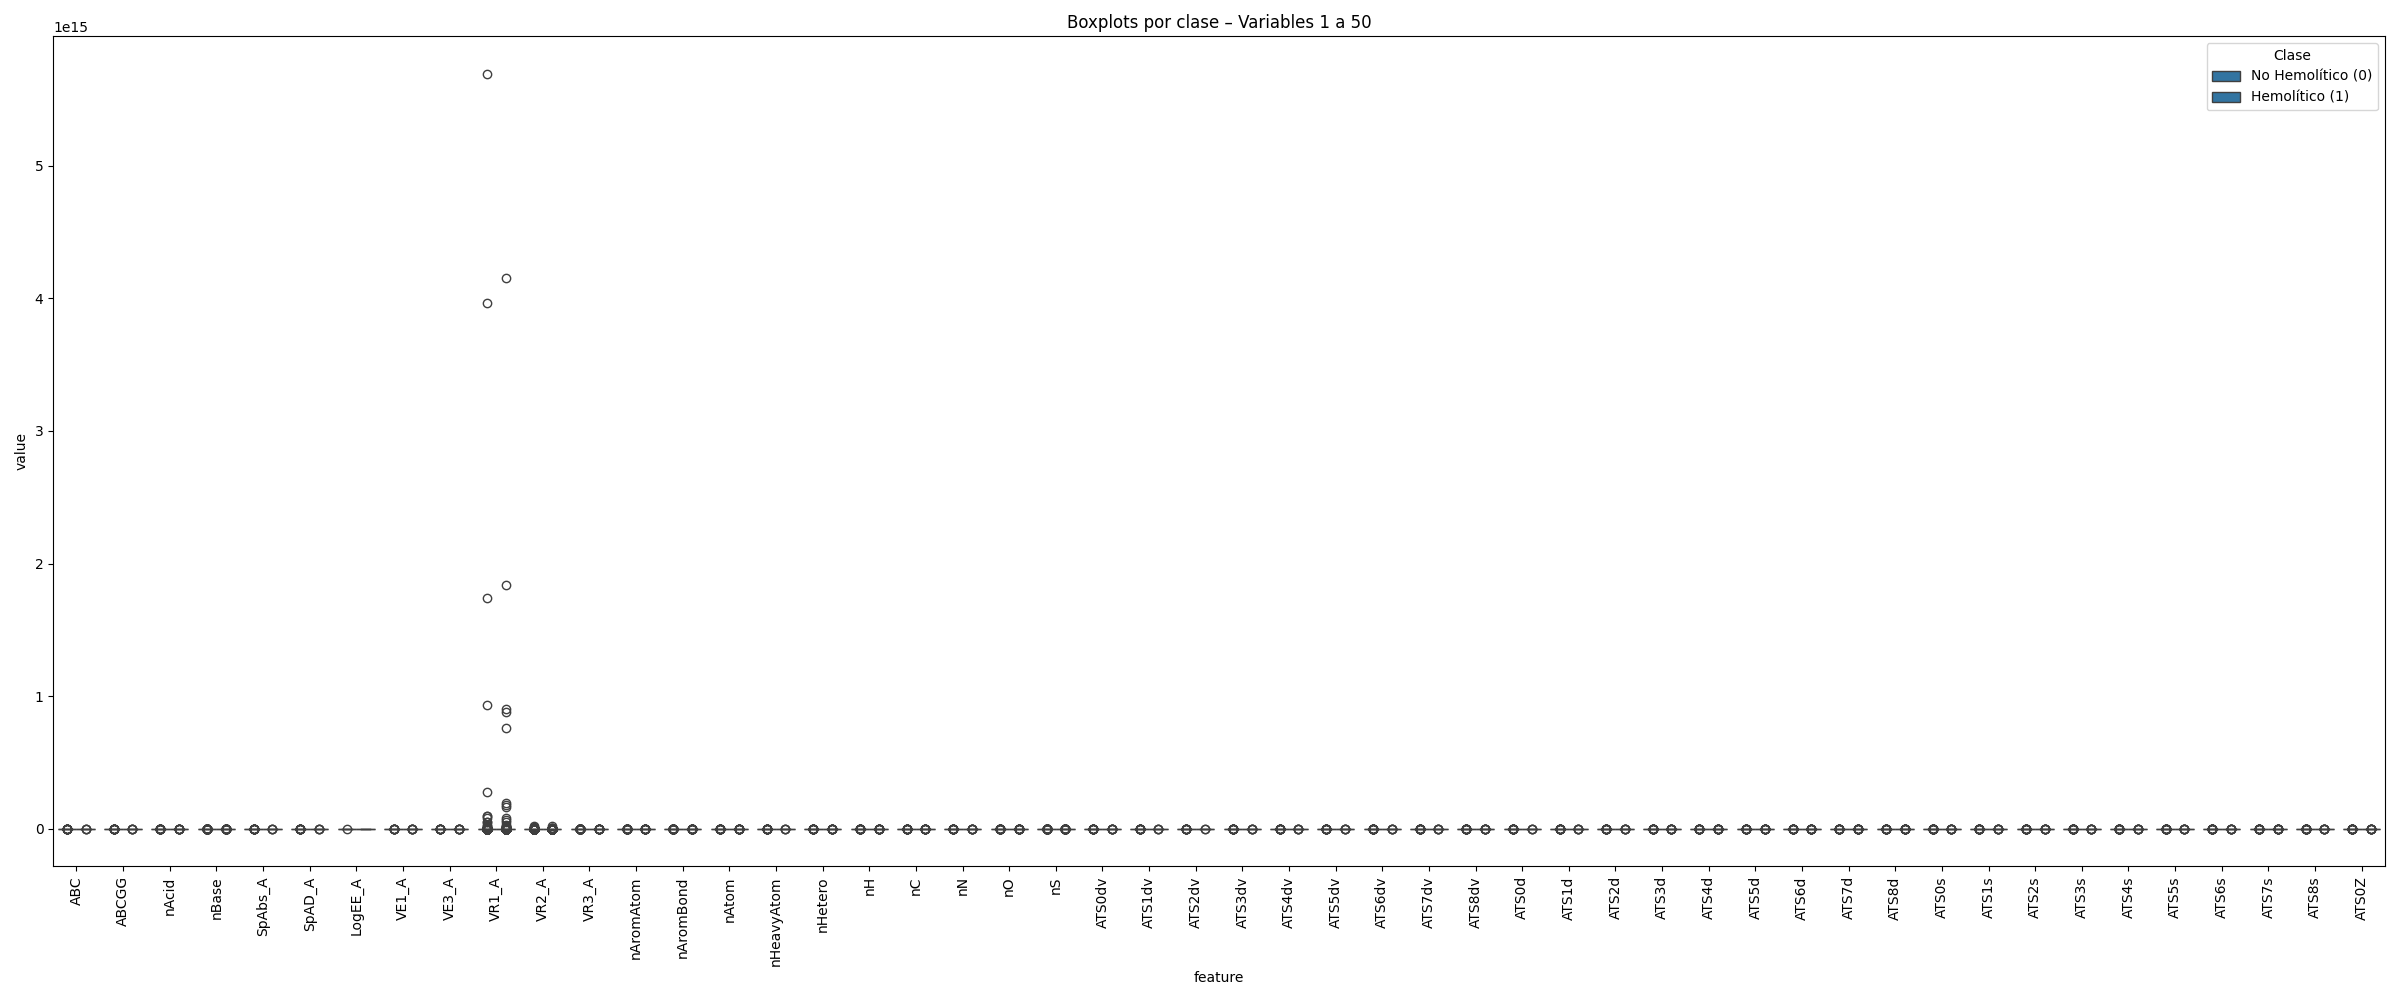 Boxplots por clase – Variables 1 a 50
1e15
Clase
No Hemolítico (0)
Hemolítico (1)
5
4
3
2
1
0
value
ABC
ABCGG
nAcid
nBase
SpAbs_A
SpAD_A
LogEE_A
VE1_A
VE3_A
VR1_A
VR2_A
VR3_A
nAromAtom
nAromBond
nAtom
nHeavyAtom
nHetero
nH
nC
nN
nO
nS
ATS0dv
ATS1dv
ATS2dv
ATS3dv
ATS4dv
ATS5dv
ATS6dv
ATS7dv
ATS8dv
ATS0d
ATS1d
ATS2d
ATS3d
ATS4d
ATS5d
ATS6d
ATS7d
ATS8d
ATS0s
ATS1s
ATS2s
ATS3s
ATS4s
ATS5s
ATS6s
ATS7s
ATS8s
ATS0Z
feature